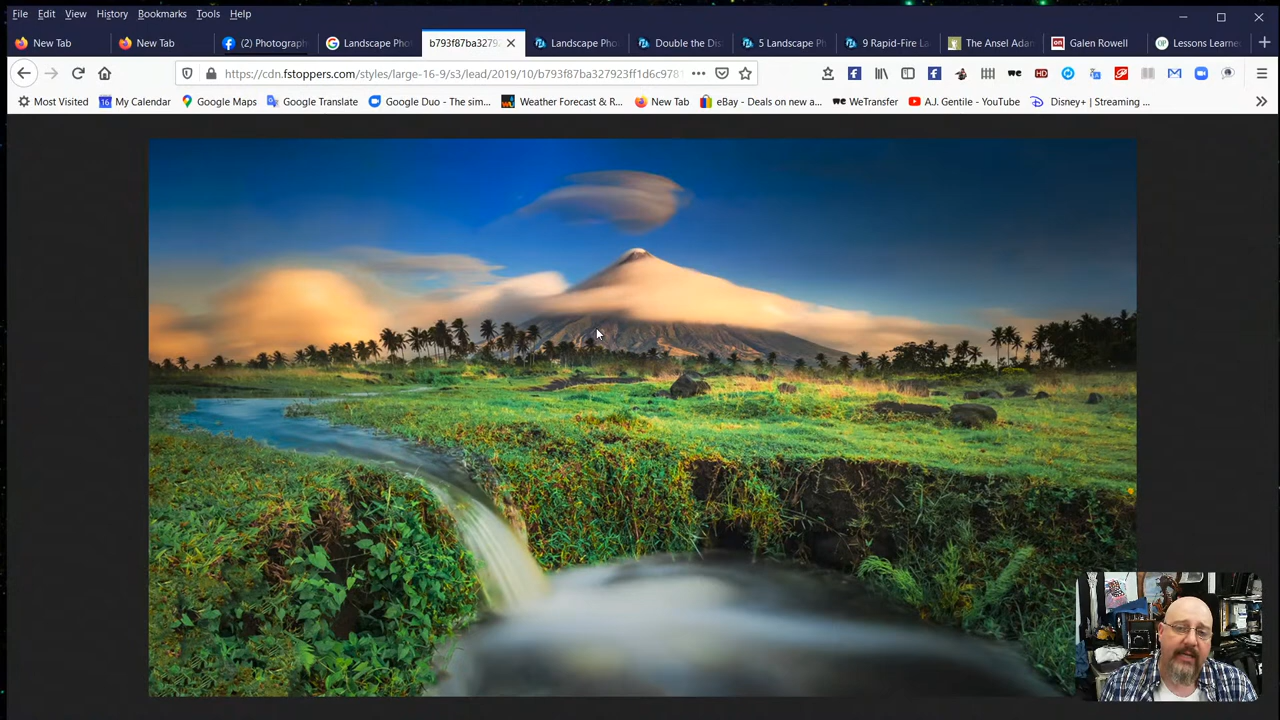 File Edit View History Bookmarks Tools Help
New Tab New Tab (2) Photograph Landscape Pho b793f87ba3279 Landscape Pho Double the Dis 5 Landscape Ph 9 Rapid-Fire La The Ansel Adan Galen Rowell Lessons Learne
https://cdn.fstoppers.com/styles/large-16-9/s3/lead/2019/10/b793f87ba327923ff1d6c9781
Most Visited 16 My Calendar Google Maps Google Translate Google Duo - The sim... Weather Forecast & R... New Tab eBay - Deals on new a... WeTransfer A.J. Gentile - YouTube Disney+ | Streaming ...